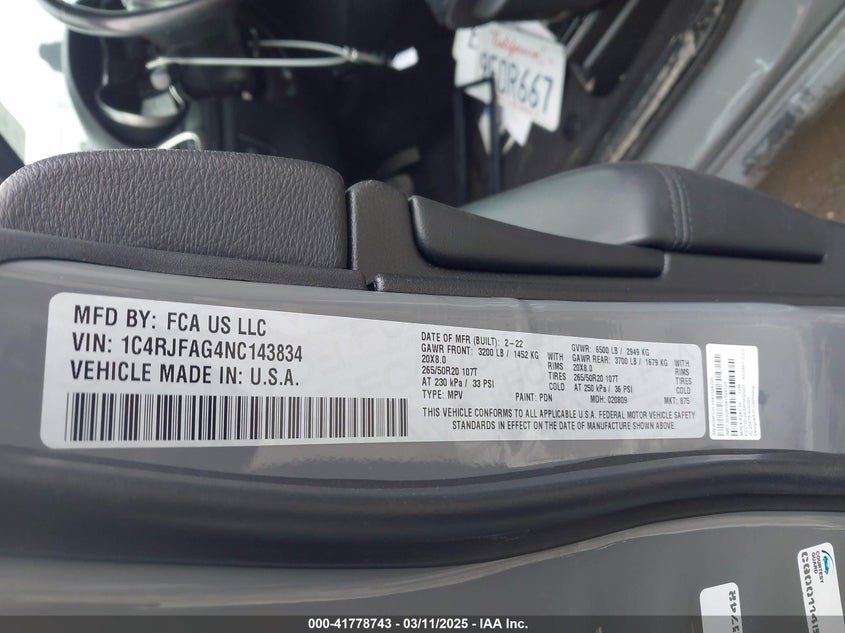 California
9EDR667
MFD BY: FCA US LLC
VIN: 1C4RJFAG4NC143834
VEHICLE MADE IN: U.S.A.
DATE OF MFR (BUILT): 2-22 GVWR: 6500 LB / 2949 KG
GAWR FRONT: 3200 LB / 1452 KG WITH GAWR REAR: 3700 LB / 1679 KG WITH
20X8.0 RIMS 20X8.0 RIMS
265/50R20 107T TIRES 265/50R20 107T TIRES
AT 230 kPa / 33 PSI COLD AT 250 kPa / 36 PSI COLD
TYPE: MPV PAINT: PDN MDH: 020809 MKT: 875
THIS VEHICLE CONFORMS TO ALL APPLICABLE U.S.A. FEDERAL MOTOR VEHICLE SAFETY
STANDARDS IN EFFECT ON THE DATE OF MANUFACTURE SHOWN ABOVE.
COURTESY
GUARD
000-41778743 - 03/11/2025 - IAA Inc.